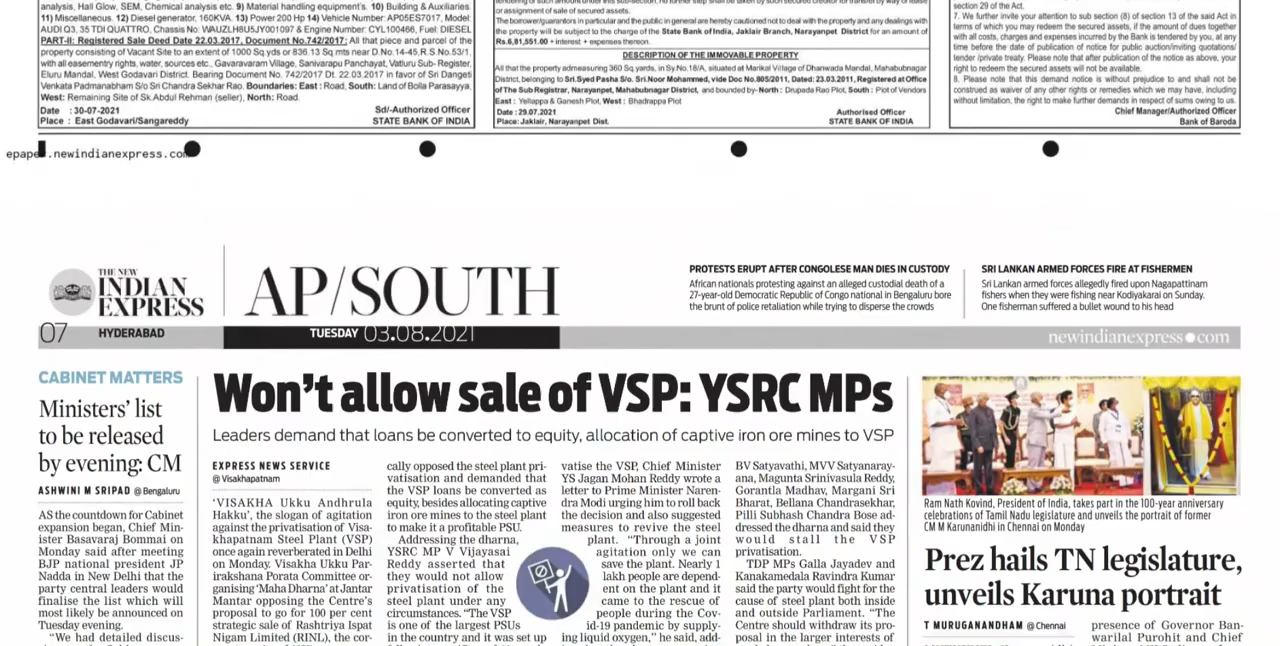 analysis, Hall Glow, SEM, Chemical analysis etc. 9) Material handling equipment's. 10) Building & Auxiliaries.
11) Miscellaneous. 12) Diesel generator, 160KVA. 13) Power 200 Hp 14) Vehicle Number: AP05ES7017, Model:
AUDI Q3, 35 TDI QUATTRO, Chassis No: WAUZLH8U5JY001097 & Engine Number: CYL100466, Fuel: DIESEL
PART-II: Registered Sale Deed Date 22.03.2017, Document No.742/2017: All that piece and parcel of the
property consisting of Vacant Site to an extent of 1000 Sq yds or 836.13 Sq mts near D.No.14-45, R.S.No.53/1,
with all easementry rights, water, sources etc., Gavaravaram Village, Sanivarapu Panchayat, Vatluru Sub- Register,
Eluru Mandal, West Godavari District. Bearing Document No. 742/2017 Dt. 22.03.2017 in favor of Sri Dangeti
Venkata Padmanabham S/o Sri Chandra Sekhar Rao. Boundaries: East : Road, South: Land of Bolla Parasayya,
West: Remaining Site of Sk.Abdul Rehman (seller), North: Road.
Date : 30-07-2021 Sd/-Authorized Officer
Place : East Godavari/Sangareddy STATE BANK OF INDIA
or assignment of sale of secured assets.
The borrower/guarantors in particular and the public in general are hereby cautioned not to deal with the property and any dealings with
the property will be subject to the charge of the State Bank of India, Jaklair Branch, Narayanpet District for an amount of
Rs.6,81,551.00 + interest + expenses thereon.
DESCRIPTION OF THE IMMOVABLE PROPERTY
All that the property admeasuring 360 Sq.yards, in Sy.No.18/A, situated at Marikal Village of Dhanwada Mandal, Mahabubnagar
District, belonging to Sri.Syed Pasha S/o. Sri.Noor Mohammed, vide Doc No.805/2011, Dated: 23.03.2011, Registered at Office
of The Sub Registrar, Narayanpet, Mahabubnagar District, and bounded by- North : Drupada Rao Plot, South : Plot of Vendors
East : Yellappa & Ganesh Plot, West : Bhadrappa Plot
Date : 29.07.2021 Authorised Officer
Place: Jaklair, Narayanpet Dist. STATE BANK OF INDIA
section 29 of the Act.
7. We further invite your attention to sub section (8) of section 13 of the said Act in
terms of which you may redeem the secured assets, if the amount of dues together
with all costs, charges and expenses incurred by the Bank is tendered by you, at any
time before the date of publication of notice for public auction/inviting quotations/
tender /private treaty. Please note that after publication of the notice as above, your
right to redeem the secured assets will not be available.
8. Please note that this demand notice is without prejudice to and shall not be
construed as waiver of any other rights or remedies which we may have, including
without limitation, the right to make further demands in respect of sums owing to us.
Chief Manager/Authorized Officer
Bank of Baroda
THE NEW
INDIAN
EXPRESS
AP/SOUTH
PROTESTS ERUPT AFTER CONGOLESE MAN DIES IN CUSTODY
African nationals protesting against an alleged custodial death of a
27-year-old Democratic Republic of Congo national in Bengaluru bore
the brunt of police retaliation while trying to disperse the crowds
SRI LANKAN ARMED FORCES FIRE AT FISHERMEN
Sri Lankan armed forces allegedly fired upon Nagapattinam
fishers when they were fishing near Kodiyakarai on Sunday.
One fisherman suffered a bullet wound to his head
07 HYDERABAD TUESDAY 03.08.2021 newindianexpress●com
CABINET MATTERS
Ministers' list
to be released
by evening: CM
ASHWINI M SRIPAD @ Bengaluru
AS the countdown for Cabinet
expansion began, Chief Min-
ister Basavaraj Bommai on
Monday said after meeting
BJP national president JP
Nadda in New Delhi that the
party central leaders would
finalise the list which will
most likely be announced on
Tuesday evening.
"We had detailed discus-
Won't allow sale of VSP: YSRC MPs
Leaders demand that loans be converted to equity, allocation of captive iron ore mines to VSP
EXPRESS NEWS SERVICE
@ Visakhapatnam
'VISAKHA Ukku Andhrula
Hakku', the slogan of agitation
against the privatisation of Visa-
khapatnam Steel Plant (VSP)
once again reverberated in Delhi
on Monday. Visakha Ukku Par-
irakshana Porata Committee or-
ganising 'Maha Dharna' at Jantar
Mantar opposing the Centre's
proposal to go for 100 per cent
strategic sale of Rashtriya Ispat
Nigam Limited (RINL), the cor-
cally opposed the steel plant pri-
vatisation and demanded that
the VSP loans be converted as
equity, besides allocating captive
iron ore mines to the steel plant
to make it a profitable PSU.
Addressing the dharna,
YSRC MP V Vijayasai
Reddy asserted that
they would not allow
privatisation of the
steel plant under any
circumstances. "The VSP
is one of the largest PSUs
in the country and it was set up
vatise the VSP, Chief Minister
YS Jagan Mohan Reddy wrote a
letter to Prime Minister Naren-
dra Modi urging him to roll back
the decision and also suggested
measures to revive the steel
plant. "Through a joint
agitation only we can
save the plant. Nearly 1
lakh people are depend-
ent on the plant and it
came to the rescue of
people during the Cov-
id-19 pandemic by supply-
ing liquid oxygen," he said, add-
BV Satyavathi, MVV Satyanaray-
ana, Magunta Srinivasula Reddy,
Gorantla Madhav, Margani Sri
Bharat, Bellana Chandrasekhar,
Pilli Subhash Chandra Bose ad-
dressed the dharna and said they
would stall the VSP
privatisation.
TDP MPs Galla Jayadev and
Kanakamedala Ravindra Kumar
said the party would fight for the
cause of steel plant both inside
and outside Parliament. "The
Centre should withdraw its pro-
posal in the larger interests of
Ram Nath Kovind, President of India, takes part in the 100-year anniversary
celebrations of Tamil Nadu legislature and unveils the portrait of former
CM M Karunanidhi in Chennai on Monday
Prez hails TN legislature,
unveils Karuna portrait
T MURUGANANDHAM @ Chennai
presence of Governor Ban-
warilal Purohit and Chief